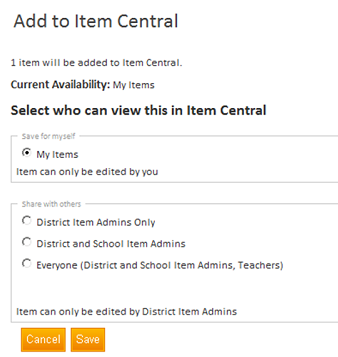 Add to Item Central
1 item will be added to Item Central.
Current Availability: My Items
Select who can view this in Item Central
Save for myself
My Items
Item can only be edited by you
Share with others
District Item Admins Only
District and School Item Admins
Everyone (District and School Item Admins, Teachers)
Item can only be edited by District Item Admins
Cancel Save